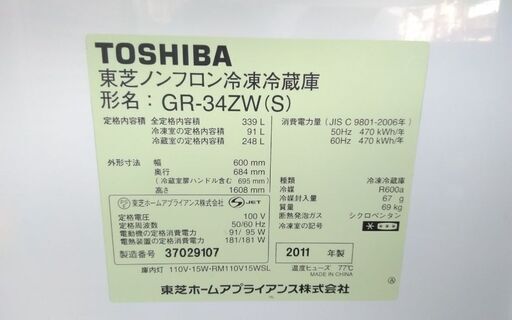 TOSHIBA
東芝ノンフロン冷凍冷蔵庫
形名：GR-34ZW(S)
定格内容積 全定格内容積 339 L
冷凍室の定格内容積 91 L
冷蔵室の定格内容積 248 L
消費電力量 (JIS C 9801-2006年)
50Hz 470 kWh/年
60Hz 470 kWh/年
外形寸法 幅 600 mm
奥行 684 mm
(冷蔵室扉ハンドル含む 695 mm)
高さ 1608 mm
種類 冷凍冷蔵庫
冷媒 R600a
冷媒封入量 67 g
質量 69 kg
断熱発泡ガス シクロペンタン
冷凍室の記号
東芝ホームアプライアンス株式会社 S JET
定格電圧 100 V
定格周波数 50/60 Hz
電動機の定格消費電力 91/ 95 W
電熱装置の定格消費電力 181/181 W
製造番号 37029107
2011 年製
庫内灯 110V-15W-RM110V15WSL
温度ヒューズ 77℃
MADE IN CHINA
東芝ホームアプライアンス株式会社